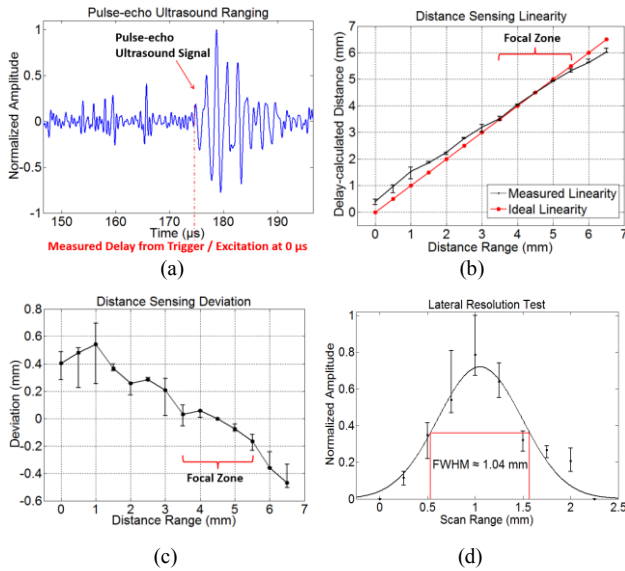 Pulse-echo Ultrasound Ranging
Normalized Amplitude
1
0.5
0
-0.5
-1
Pulse-echo
Ultrasound Signal
150 160 170 180 190
Time (µs)
Measured Delay from Trigger / Excitation at 0 µs
(a)
Distance Sensing Linearity
Delay-calculated Distance (mm)
7
6
5
4
3
2
1
0
Focal Zone
Measured Linearity
Ideal Linearity
0 1 2 3 4 5 6 7
Distance Range (mm)
(b)
Distance Sensing Deviation
Deviation (mm)
0.8
0.6
0.4
0.2
0
-0.2
-0.4
-0.6
Focal Zone
0 1 2 3 4 5 6 7
Distance Range (mm)
(c)
Lateral Resolution Test
Normalized Amplitude
1
0.8
0.6
0.4
0.2
0
FWHM ≈ 1.04 mm
0 0.5 1.0 1.5 2.0 2.5
Scan Range (mm)
(d)